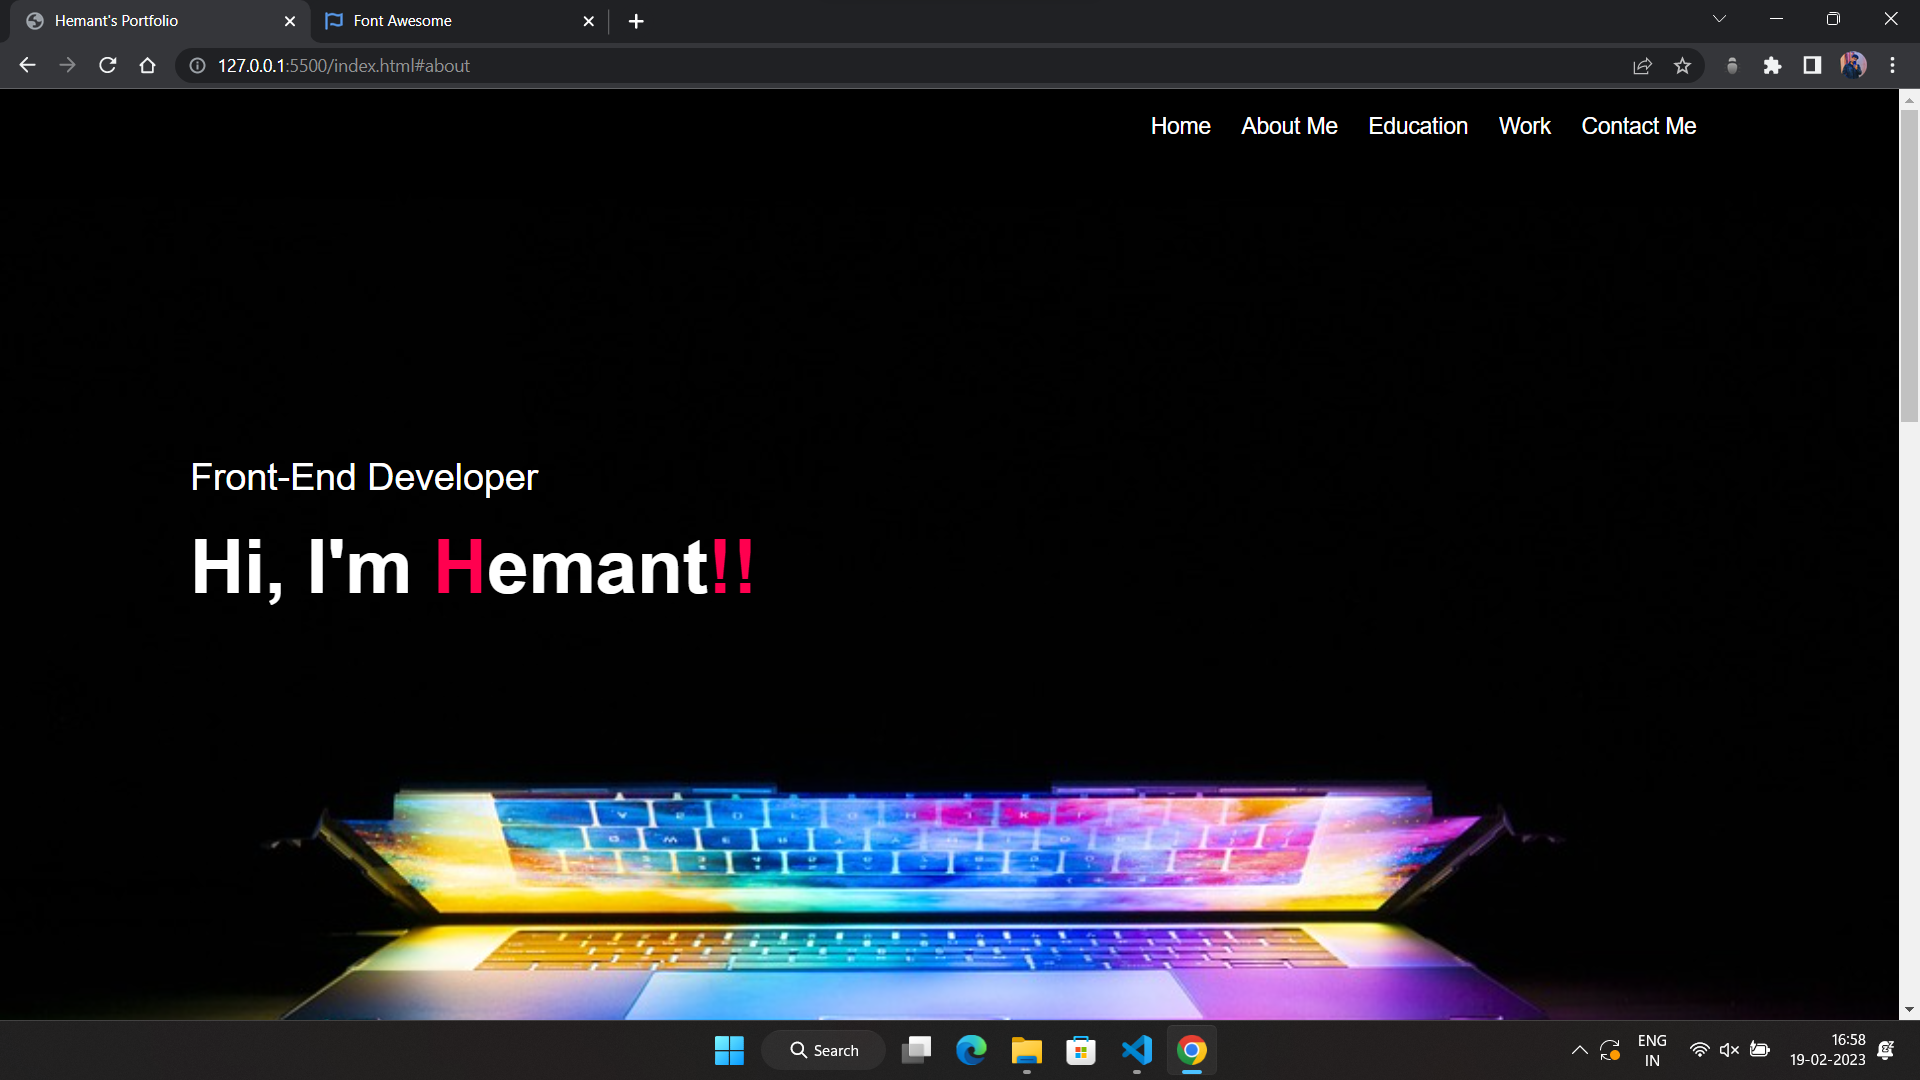 Hemant's Portfolio
Font Awesome
127.0.0.1:5500/index.html#about
Home About Me Education Work Contact Me
Front-End Developer
Hi, I'm Hemant!!
Search
ENG
IN
16:58
19-02-2023